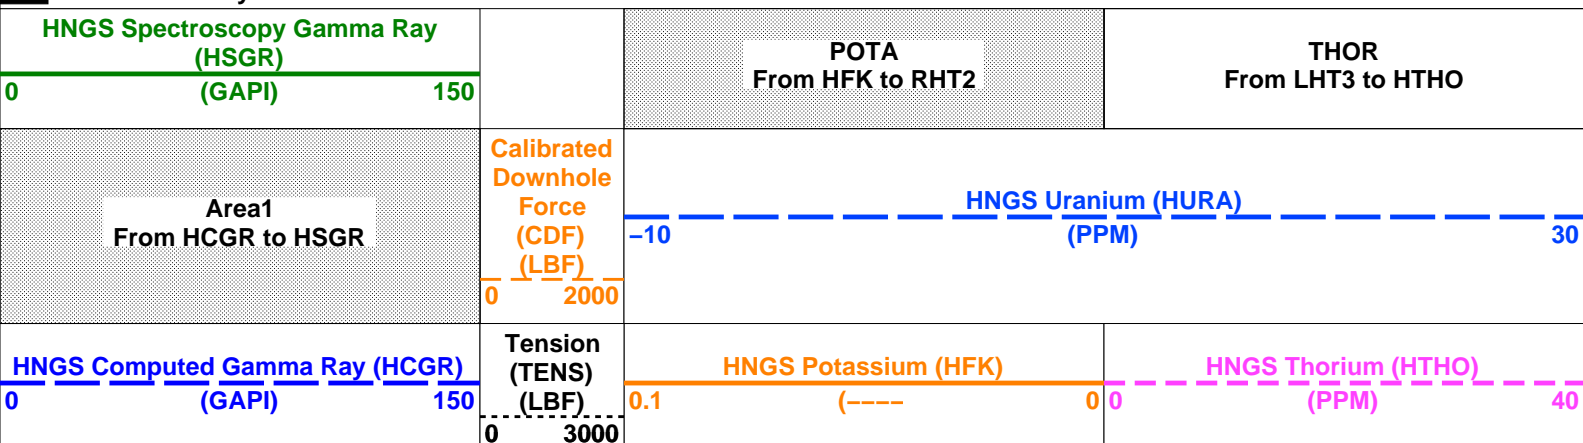 HNGS Spectroscopy Gamma Ray
(HSGR)
0 (GAPI) 150
POTA
From HFK to RHT2
THOR
From LHT3 to HTHO
Area1
From HCGR to HSGR
Calibrated
Downhole
Force
(CDF)
(LBF)
0 2000
HNGS Uranium (HURA)
−10 (PPM) 30
HNGS Computed Gamma Ray (HCGR)
0 (GAPI) 150
Tension
(TENS)
(LBF)
0 3000
HNGS Potassium (HFK)
0.1 (−−−− 0
HNGS Thorium (HTHO)
0 (PPM) 40